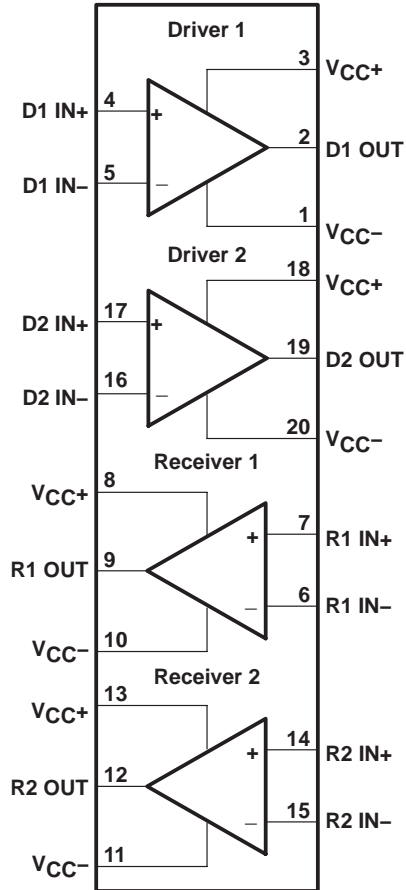 Driver 1
3 VCC+
D1 IN+ 4
+
2 D1 OUT
D1 IN− 5
−
1 VCC−
Driver 2
18 VCC+
D2 IN+ 17
+
19 D2 OUT
D2 IN− 16
−
20 VCC−
Receiver 1
VCC+ 8
+
7 R1 IN+
R1 OUT 9
−
6 R1 IN−
VCC− 10
Receiver 2
VCC+ 13
+
14 R2 IN+
R2 OUT 12
−
15 R2 IN−
VCC− 11